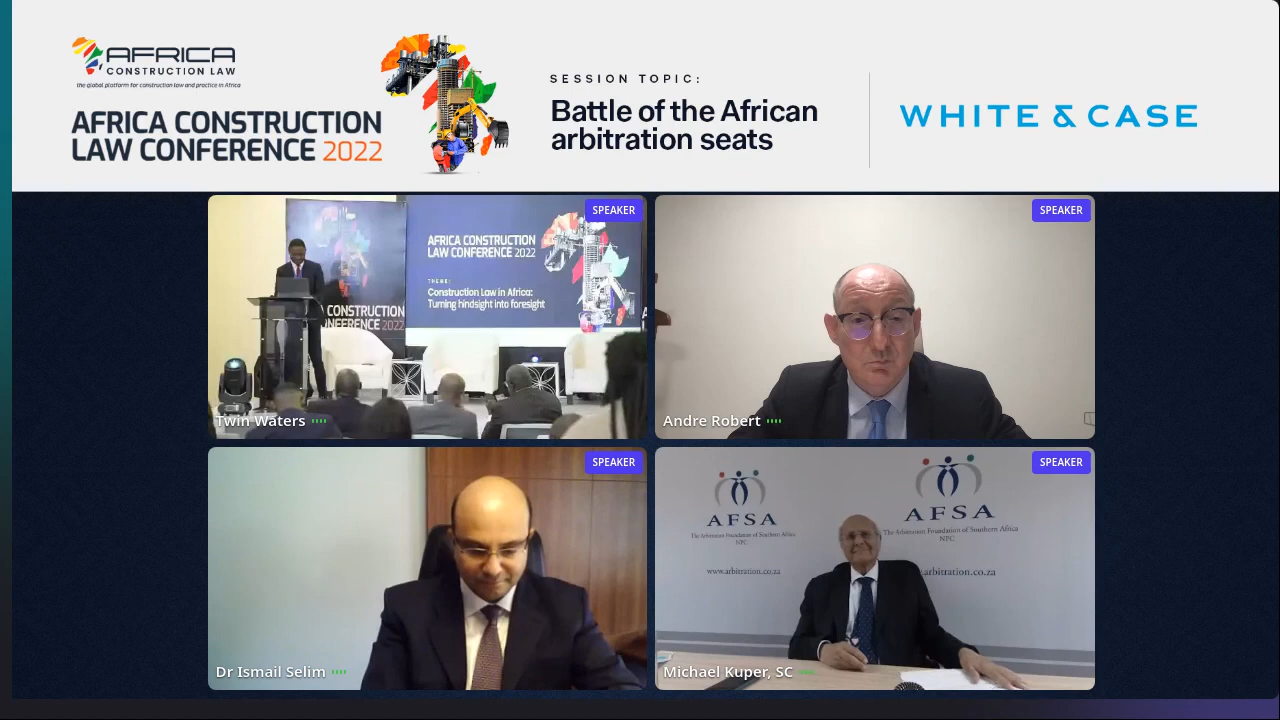 AFRICA
CONSTRUCTION LAW
The global platform for construction law and practice in Africa
AFRICA CONSTRUCTION
LAW CONFERENCE 2022
SESSION TOPIC:
Battle of the African
arbitration seats
WHITE & CASE
SPEAKER
AFRICA CONSTRUCTION
LAW CONFERENCE 2022
THEME:
Construction Law in Africa:
Turning hindsight into foresight
CONSTRUCTION
CONFERENCE 2022
Twin Waters
SPEAKER
Andre Robert
SPEAKER
Dr Ismail Selim
SPEAKER
AFSA
The Arbitration Foundation of Southern Africa
NPC
www.arbitration.co.za
AFSA
The Arbitration Foundation of Southern Africa
NPC
w.arbitration.co.za
Michael Kuper, SC